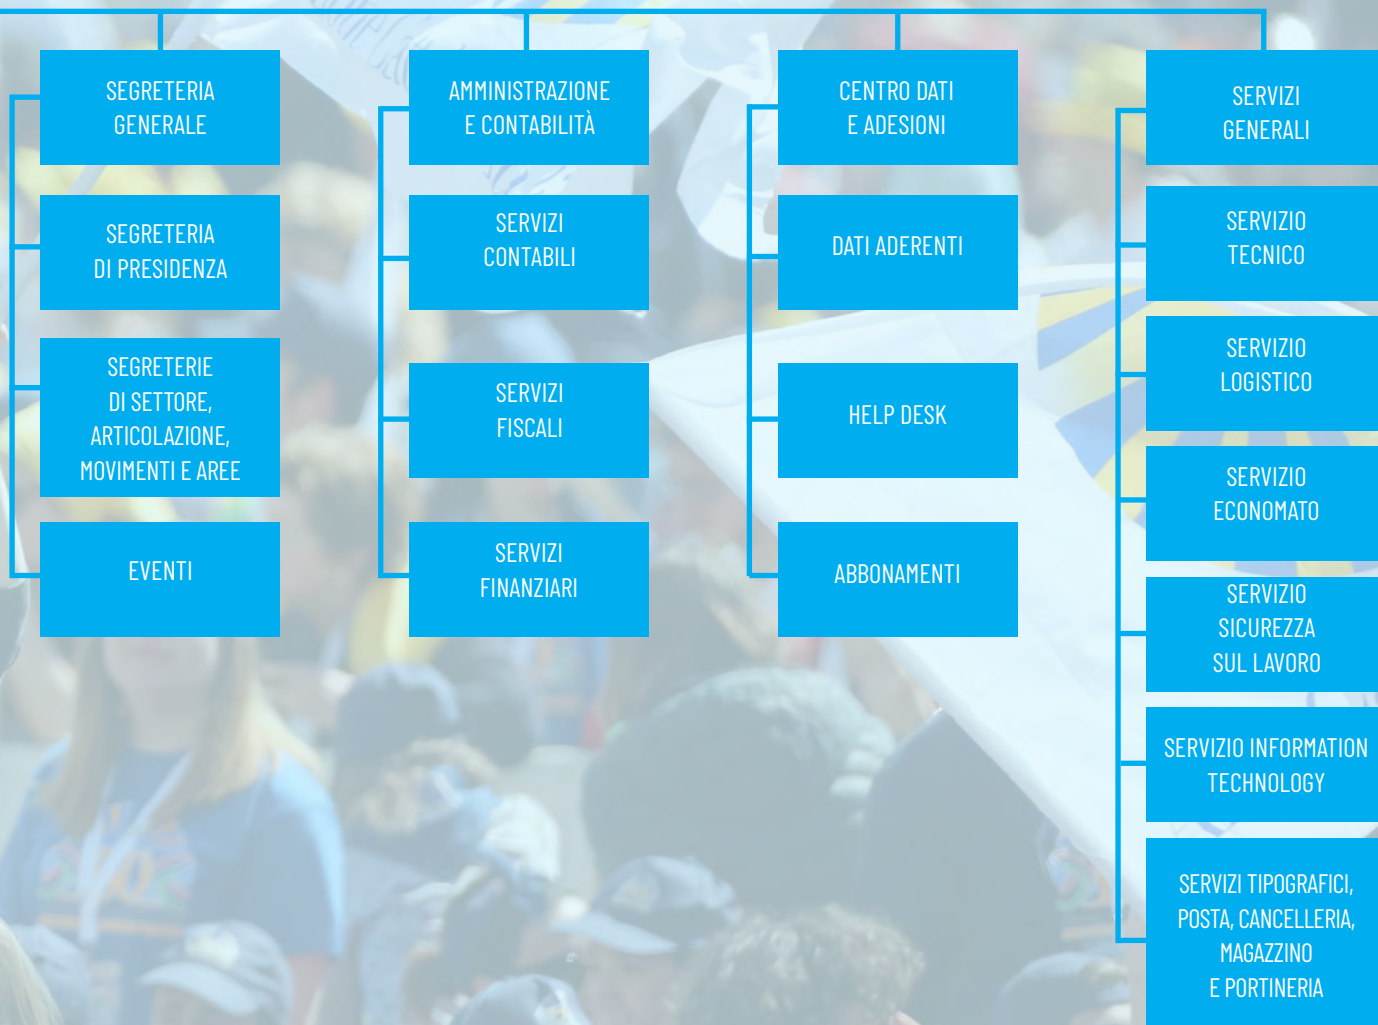 SEGRETERIA
GENERALE
SEGRETERIA
DI PRESIDENZA
SEGRETERIE
DI SETTORE,
ARTICOLAZIONE,
MOVIMENTI E AREE
EVENTI
AMMINISTRAZIONE
E CONTABILITÀ
SERVIZI
CONTABILI
SERVIZI
FISCALI
SERVIZI
FINANZIARI
CENTRO DATI
E ADESIONI
DATI ADERENTI
HELP DESK
ABBONAMENTI
SERVIZI
GENERALI
SERVIZIO
TECNICO
SERVIZIO
LOGISTICO
SERVIZIO
ECONOMATO
SERVIZIO
SICUREZZA
SUL LAVORO
SERVIZIO INFORMATION
TECHNOLOGY
SERVIZI TIPOGRAFICI,
POSTA, CANCELLERIA,
MAGAZZINO
E PORTINERIA